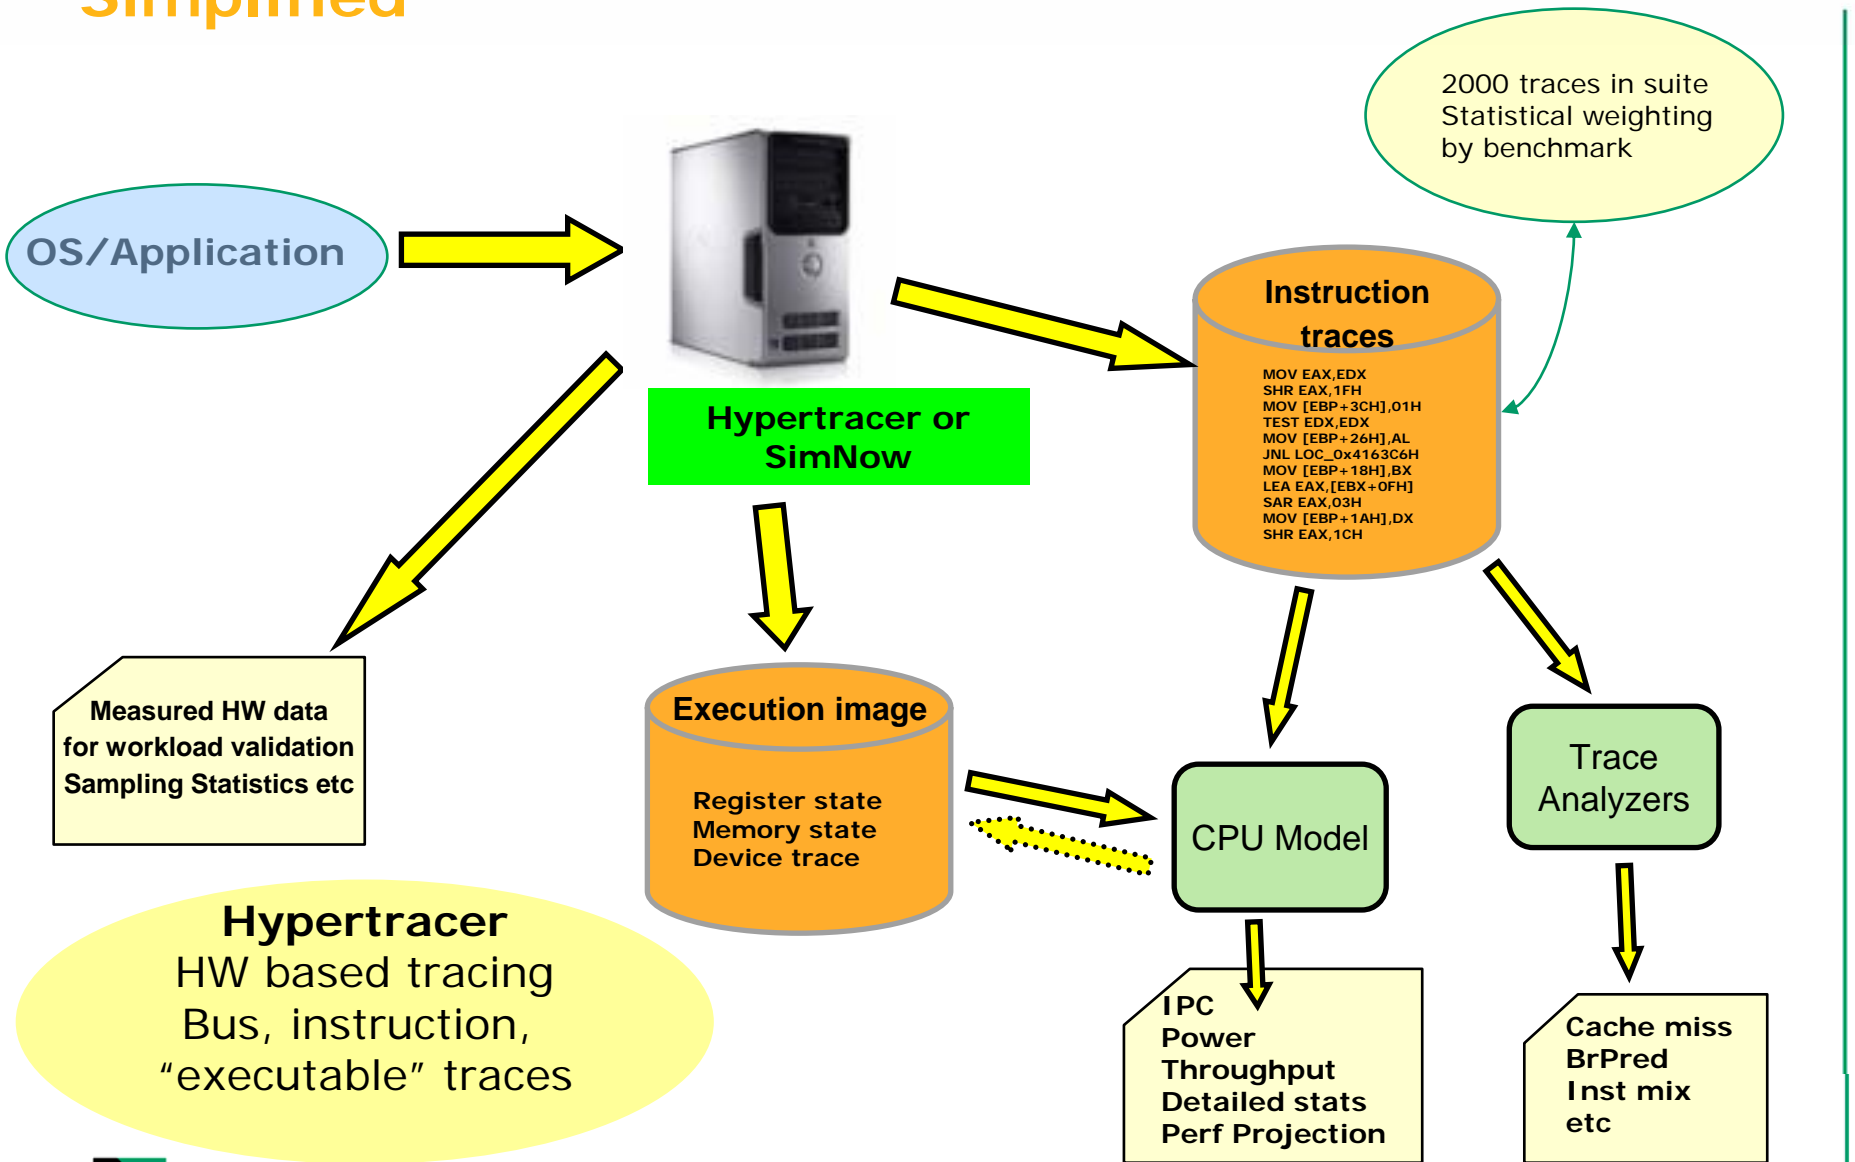 Simplified
2000 traces in suite
Statistical weighting
by benchmark
OS/Application
Hypertracer or
SimNow
Instruction
traces
MOV EAX,EDX
SHR EAX,1FH
MOV [EBP+3CH],01H
TEST EDX,EDX
MOV [EBP+26H],AL
JNL LOC_0x4163C6H
MOV [EBP+18H],BX
LEA EAX,[EBX+0FH]
SAR EAX,03H
MOV [EBP+1AH],DX
SHR EAX,1CH
Measured HW data
for workload validation
Sampling Statistics etc
Execution image
Register state
Memory state
Device trace
CPU Model
Trace
Analyzers
Hypertracer
HW based tracing
Bus, instruction,
“executable” traces
IPC
Power
Throughput
Detailed stats
Perf Projection
Cache miss
BrPred
Inst mix
etc